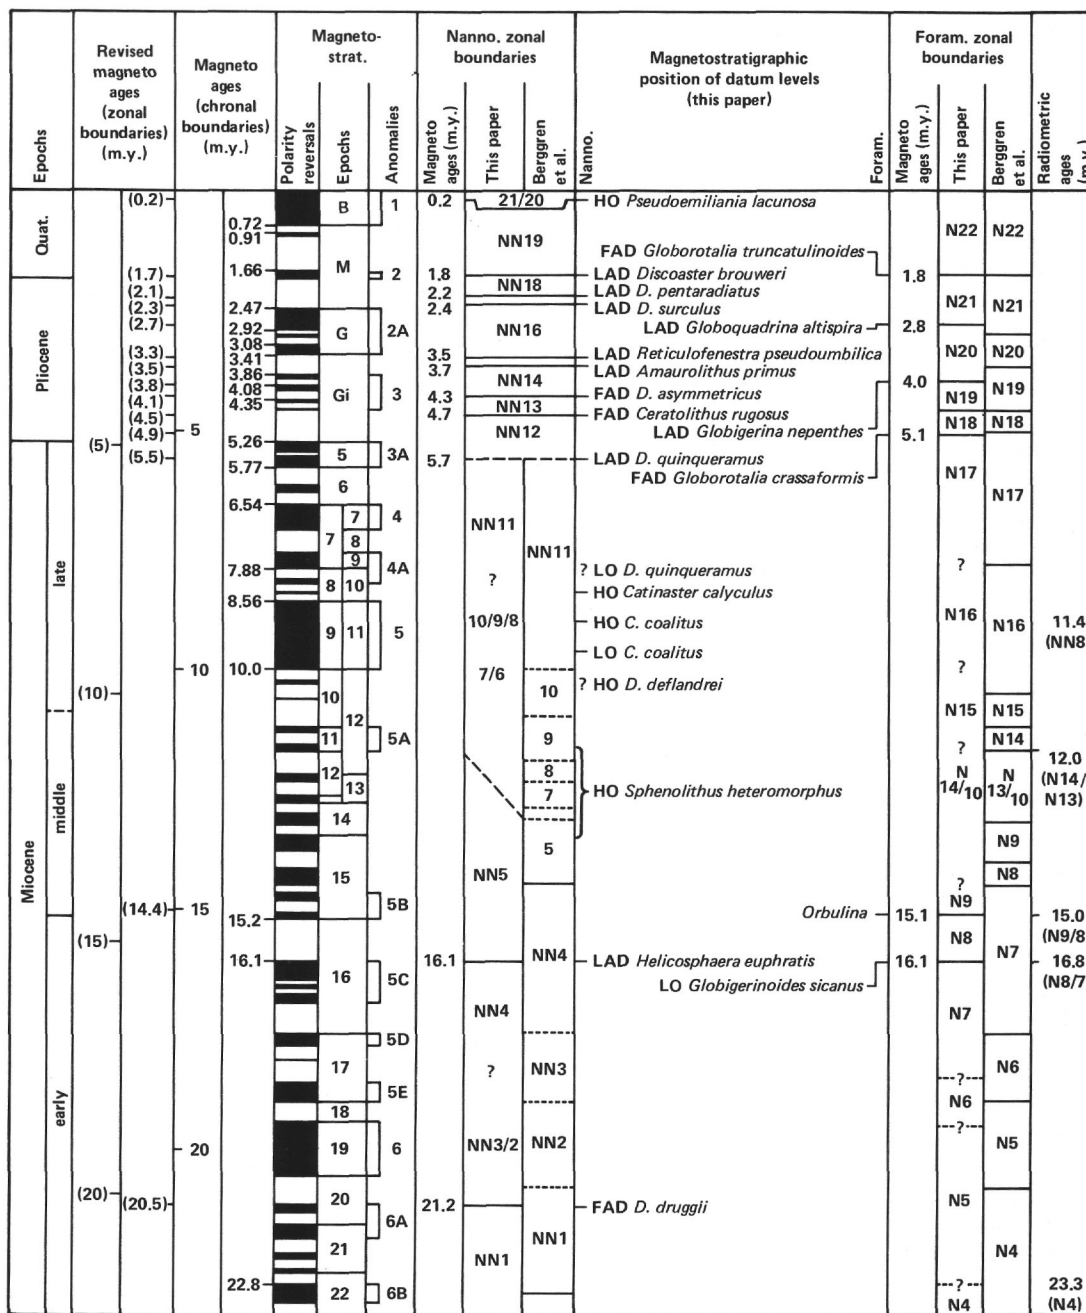 Epochs
Revised magneto ages (zonal boundaries) (m.y.)
Magneto ages (chronal boundaries) (m.y.)
Magneto-strat.
Polarity reversals
Epochs
Anomalies
Nanno. zonal boundaries
Magneto ages (m.y.)
This paper
Berggren et al.
Magnetostratigraphic position of datum levels (this paper)
Nanno.
Foram.
Foram. zonal boundaries
Magneto ages (m.y.)
This paper
Berggren et al.
Radiometric ages (m.y.)
Quat.
Pliocene
Miocene
late
middle
early
(0.2)
(1.7)
(2.1)
(2.3)
(2.7)
(3.3)
(3.5)
(3.8)
(4.1)
(4.5)
(4.9)
(5)
(5.5)
(10)
(14.4)
(15)
(20)
(20.5)
0.72
0.91
1.66
2.47
2.92
3.08
3.41
3.86
4.08
4.35
5
5.26
5.77
6.54
7.88
8.56
10.0
10
15
15.2
16.1
20
22.8
B
M
G
Gi
5
6
7
7
8
9
8
10
9
11
10
12
11
12
13
14
15
16
17
18
19
20
21
22
1
2
2A
3
3A
4
4A
5
5A
5B
5C
5D
5E
6
6A
6B
0.2
1.8
2.2
2.4
3.5
3.7
4.3
4.7
5.7
16.1
21.2
21/20
NN19
NN18
NN16
NN14
NN13
NN12
NN11
?
10/9/8
7/6
NN5
NN4
?
NN3/2
NN1
NN11
10
9
8
7
5
NN4
NN3
NN2
NN1
HO Pseudoemiliania lacunosa
FAD Globorotalia truncatulinoides
LAD Discoaster brouweri
LAD D. pentaradiatus
LAD D. surculus
LAD Globoquadrina altispira
LAD Reticulofenestra pseudoumbilica
LAD Amaurolithus primus
FAD D. asymmetricus
FAD Ceratolithus rugosus
LAD Globigerina nepenthes
LAD D. quinqueramus
FAD Globorotalia crassaformis
? LO D. quinqueramus
HO Catinaster calyculus
HO C. coalitus
LO C. coalitus
? HO D. deflandrei
HO Sphenolithus heteromorphus
Orbulina
LAD Helicosphaera euphratis
LO Globigerinoides sicanus
FAD D. druggii
1.8
2.8
4.0
5.1
15.1
16.1
N22
N21
N20
N19
N18
N17
?
N16
?
N15
?
N
14/10
?
N9
N8
N7
?
N6
?
N5
?
N4
N22
N21
N20
N19
N18
N17
N16
N15
N14
N
13/10
N9
N8
N7
N6
N5
N4
11.4
(NN8
12.0
(N14/
N13)
15.0
(N9/8
16.8
(N8/7
23.3
(N4)